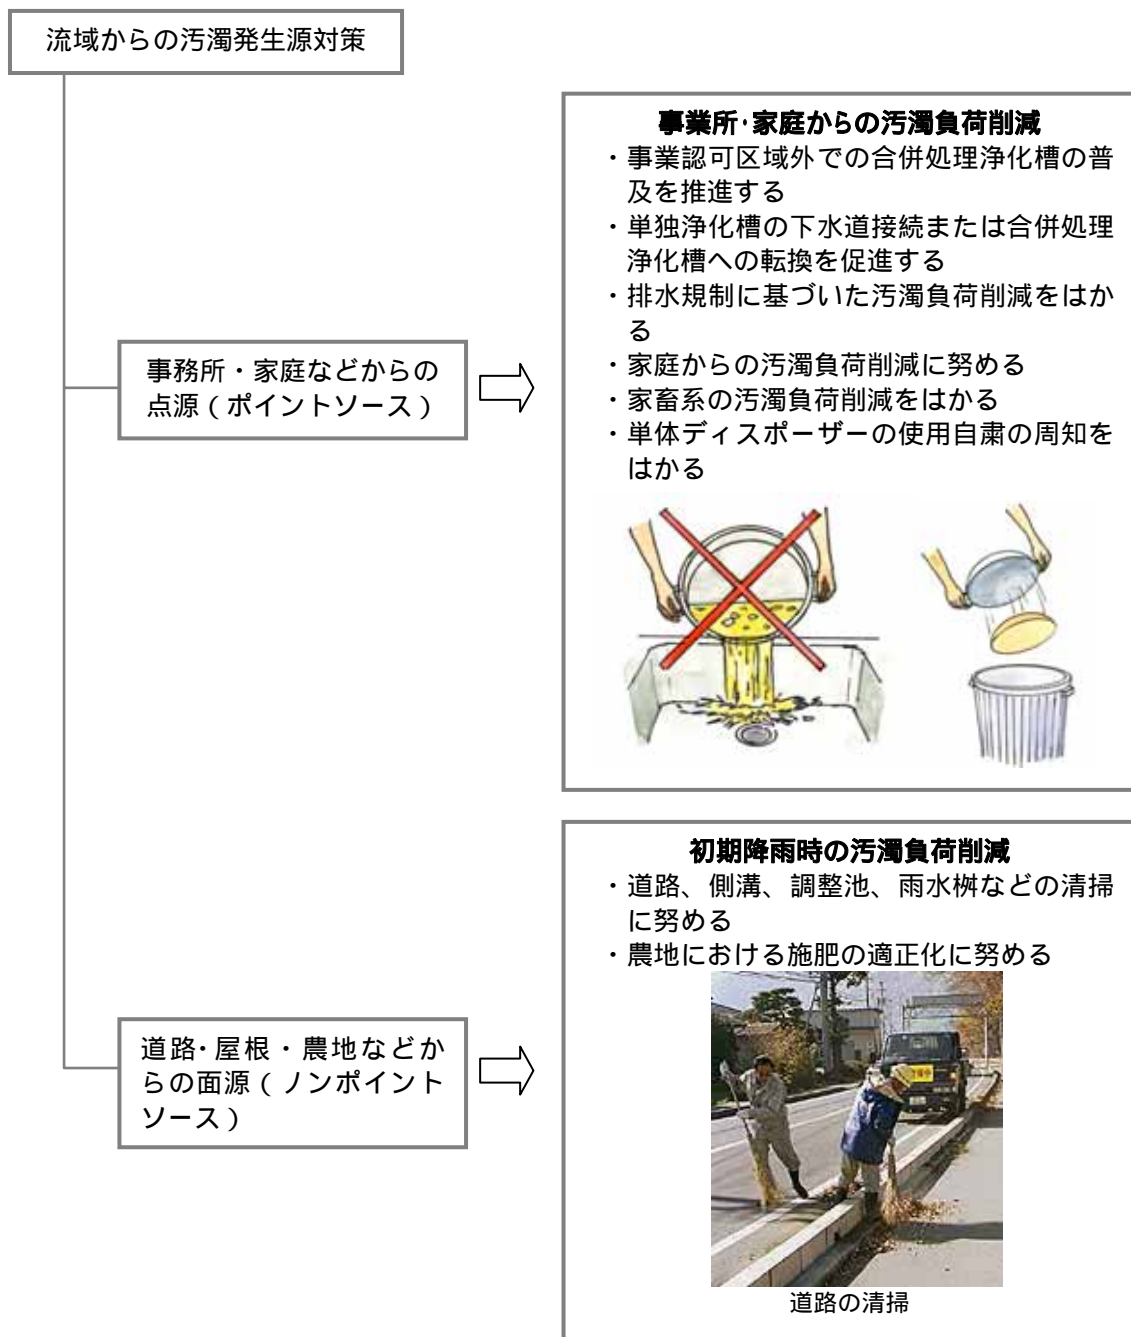 流域からの汚濁発生源対策
事業所・家庭からの汚濁負荷削減
・事業認可区域外での合併処理浄化槽の普
及を推進する
・単独浄化槽の下水道接続または合併処理
浄化槽への転換を促進する
・排水規制に基づいた汚濁負荷削減をはか
る
・家庭からの汚濁負荷削減に努める
・家畜系の汚濁負荷削減をはかる
・単体ディスポーザーの使用自粛の周知を
はかる
事務所・家庭などからの
点源（ポイントソース）
初期降雨時の汚濁負荷削減
・道路、側溝、調整池、雨水桝などの清掃
に努める
・農地における施肥の適正化に努める
道路・屋根・農地などか
らの面源（ノンポイント
ソース）
道路の清掃